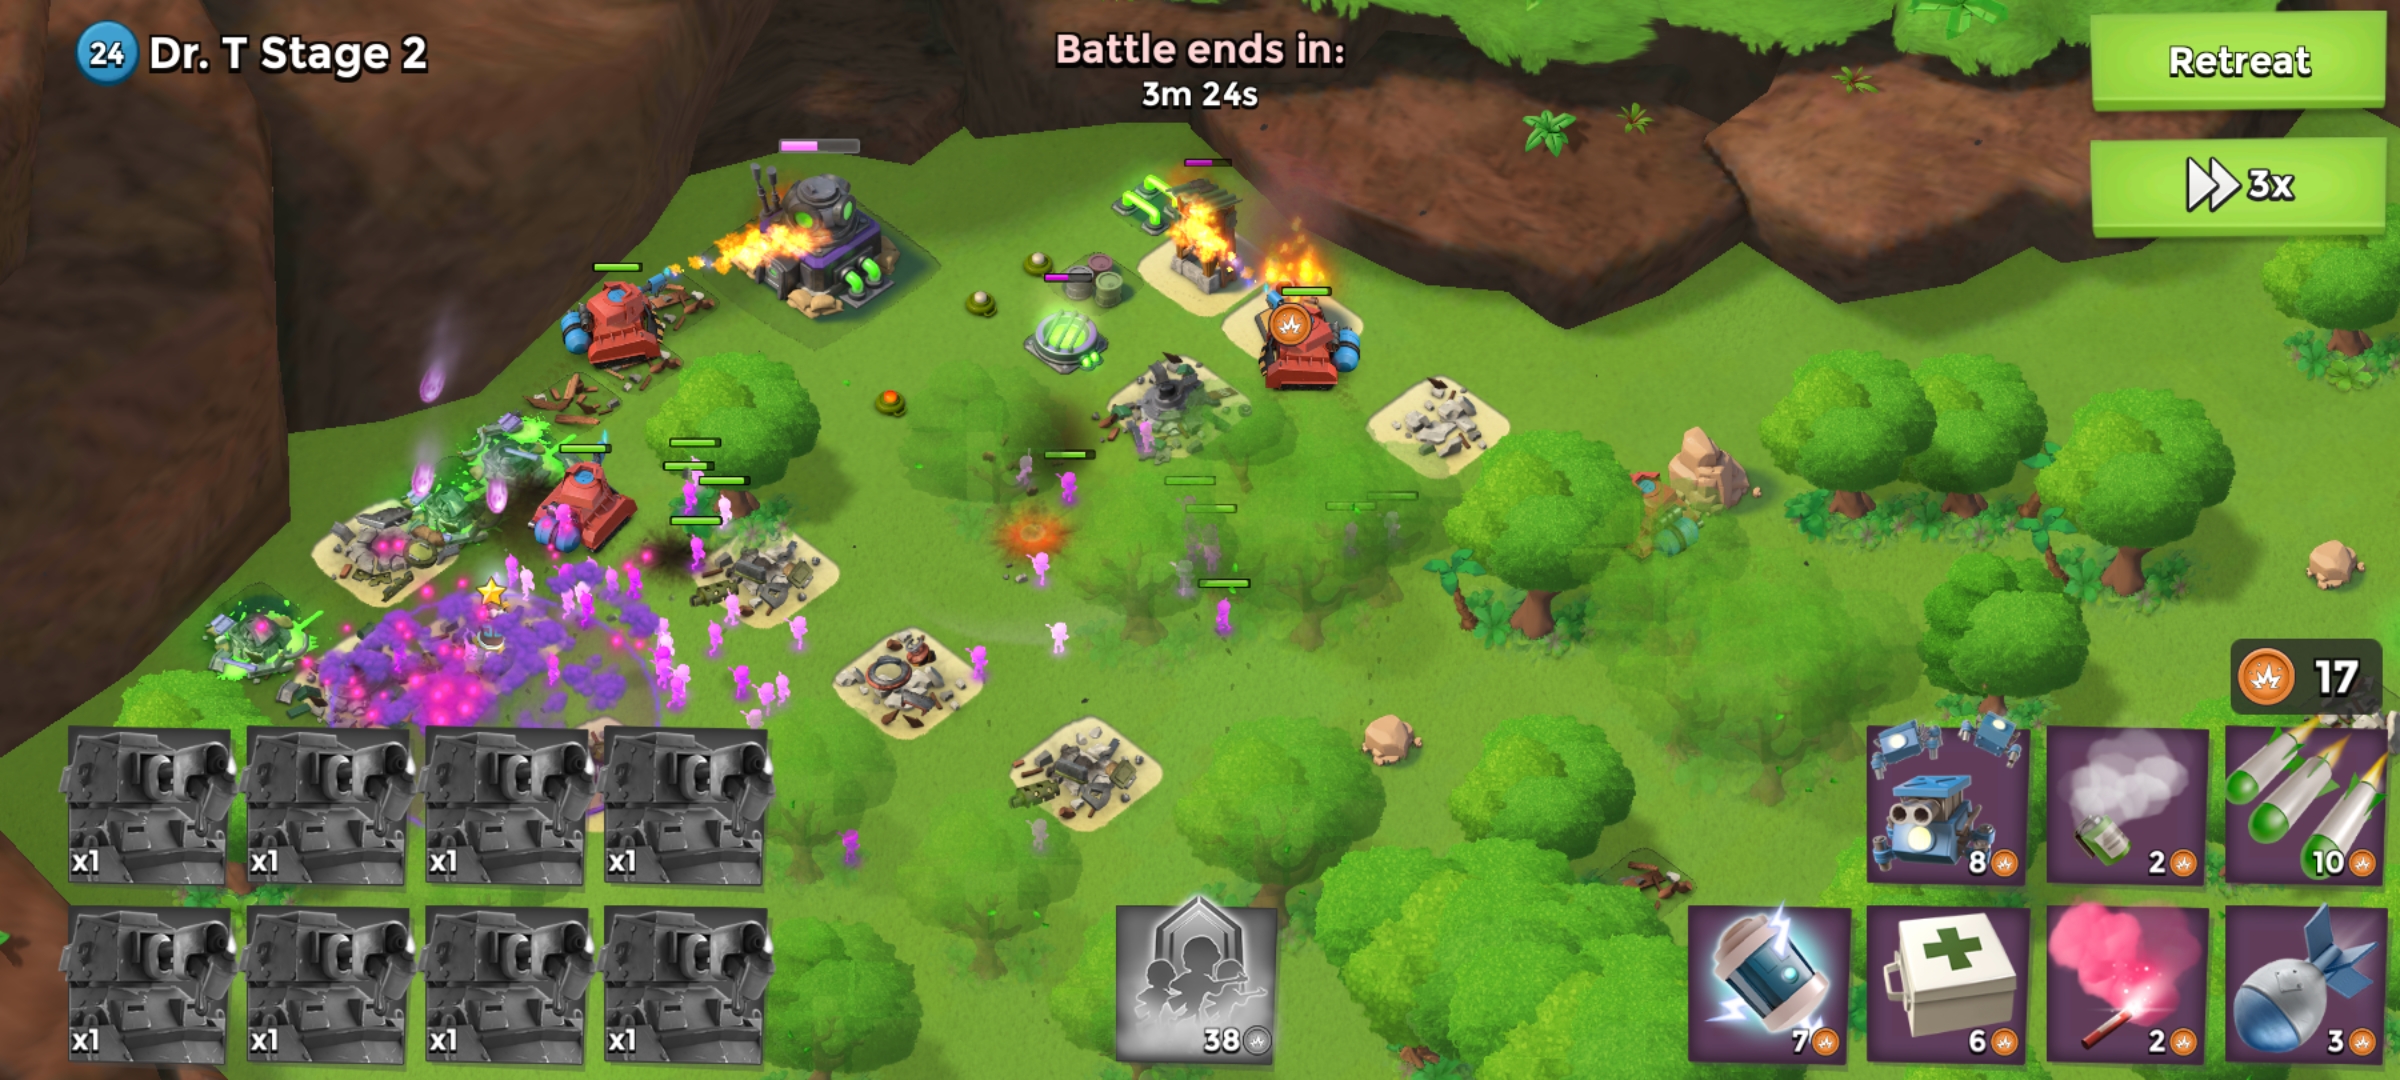 24 Dr. T Stage 2
Battle ends in:
3m 24s
Retreat
3x
17
x1 x1 x1 x1
8 2 10
x1 x1 x1 x1
38 7 6 2 3